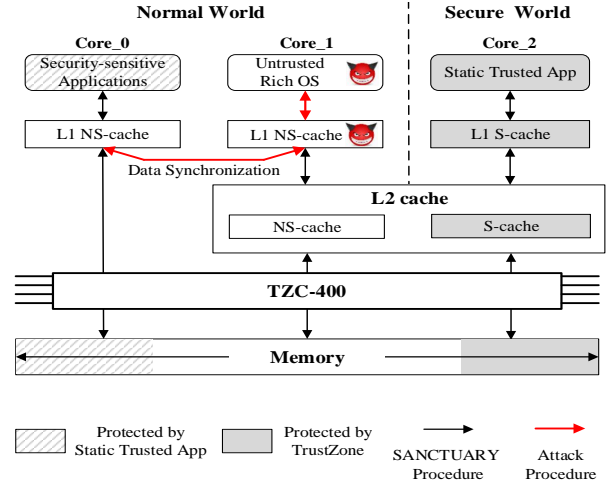 Normal World
Secure World
Core_0
Core_1
Core_2
Security-sensitive
Applications
Untrusted
Rich OS
Static Trusted App
L1 NS-cache
L1 NS-cache
L1 S-cache
Data Synchronization
L2 cache
NS-cache
S-cache
TZC-400
Memory
Protected by
Static Trusted App
Protected by
TrustZone
SANCTUARY
Procedure
Attack
Procedure